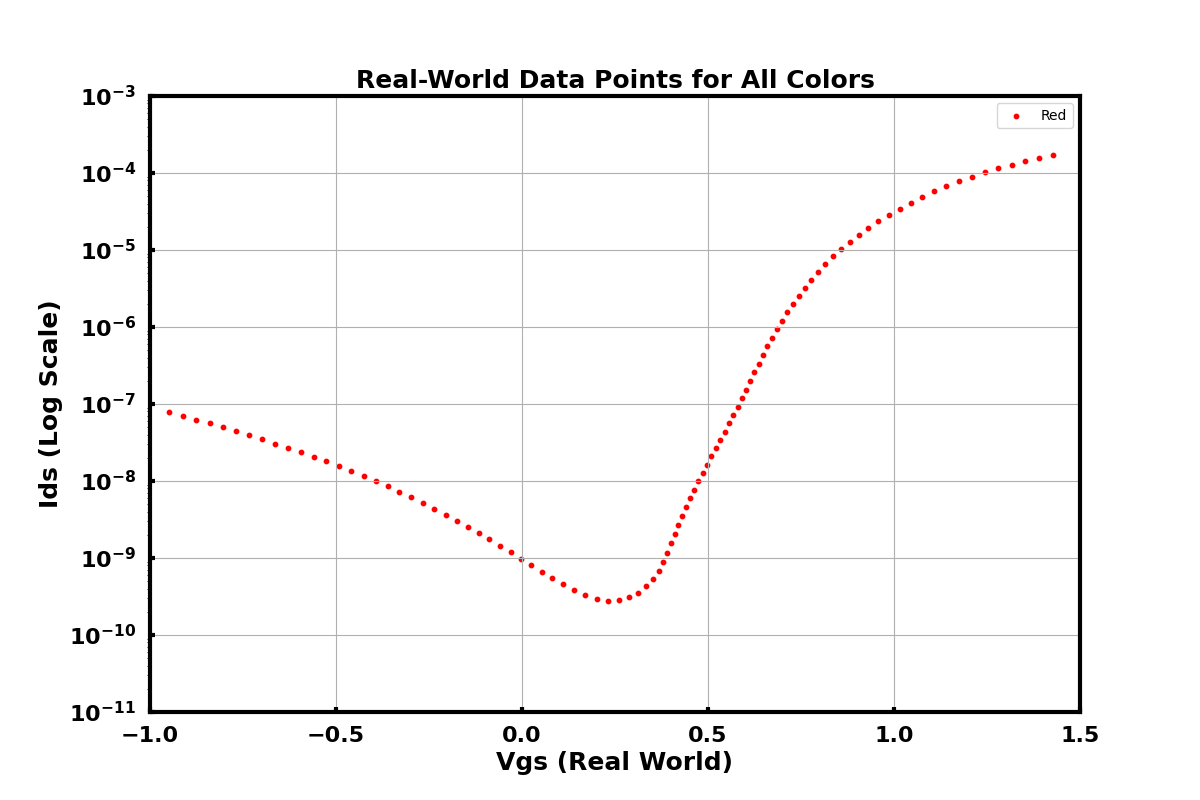 Real-World Data Points for All Colors
10⁻³
Red
10⁻⁴
10⁻⁵
10⁻⁶
10⁻⁷
10⁻⁸
10⁻⁹
10⁻¹⁰
10⁻¹¹
Ids (Log Scale)
−1.0 −0.5 0.0 0.5 1.0 1.5
Vgs (Real World)